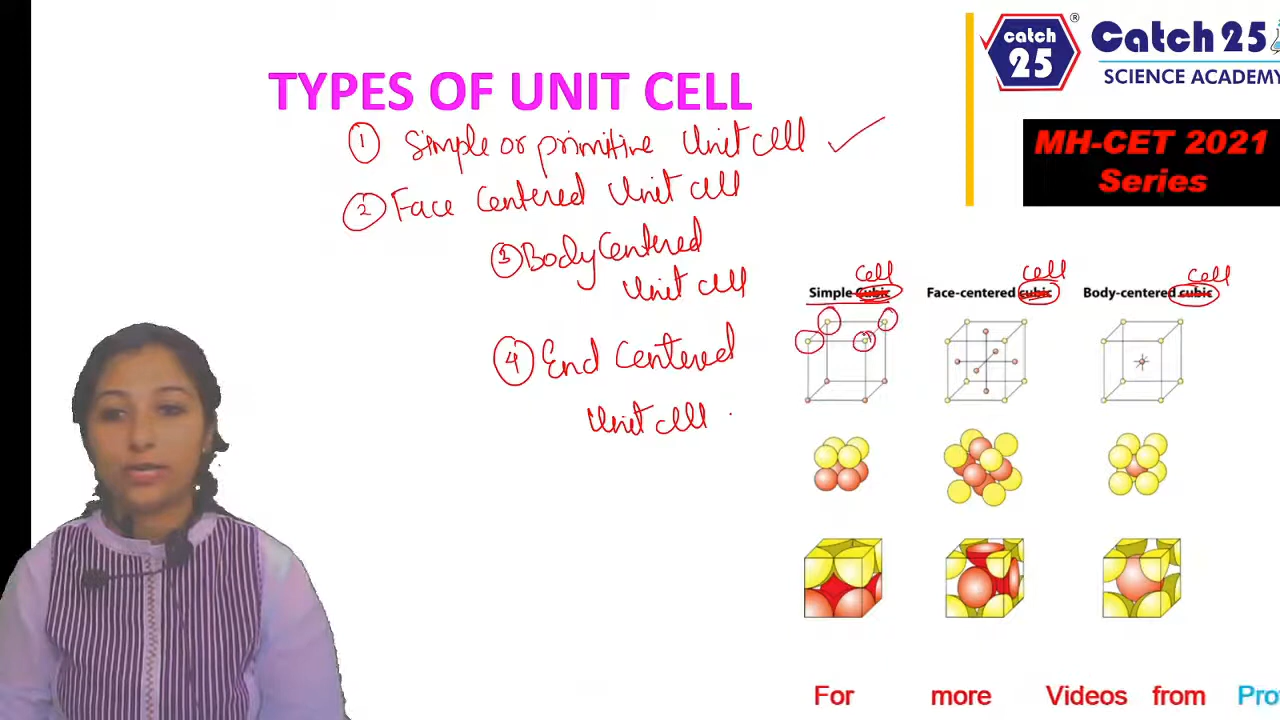 catch
25
®
Catch 25
SCIENCE ACADEMY
TYPES OF UNIT CELL
MH-CET 2021
Series
① Simple or primitive Unit cell ✓
② Face Centered Unit cell
③ Body Centered
Unit cell
④ End Centered
Unit cell
cell
cell
cell
Simple cubic
Face-centered cubic
Body-centered cubic
For more Videos from Pro